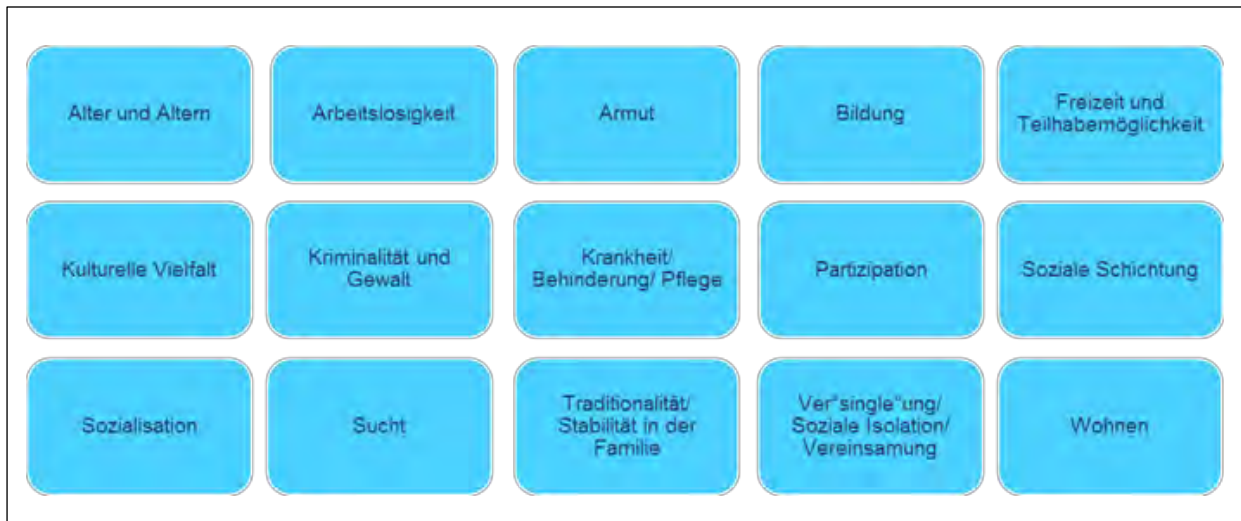 Alter und Altern
Arbeitslosigkeit
Armut
Bildung
Freizeit und
Teilhabemöglichkeit
Kulturelle Vielfalt
Kriminalität und
Gewalt
Krankheit/
Behinderung/ Pflege
Partizipation
Soziale Schichtung
Sozialisation
Sucht
Traditionalität/
Stabilität in der
Familie
Ver"single"ung/
Soziale Isolation/
Vereinsamung
Wohnen